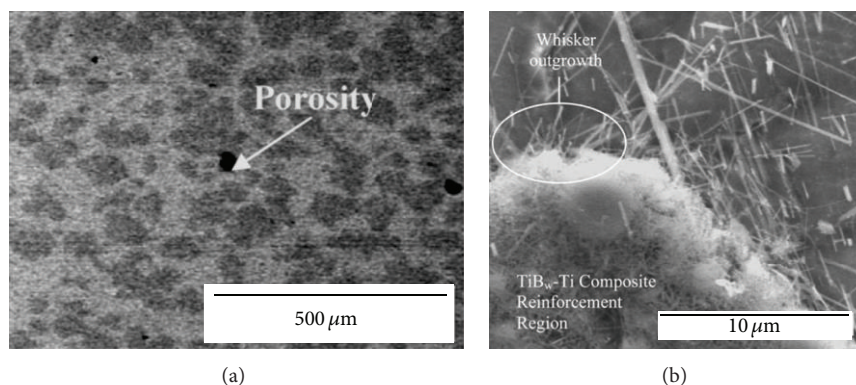 Porosity
500 μm
(a)
Whisker
outgrowth
TiBw-Ti Composite
Reinforcement
Region
10 μm
(b)